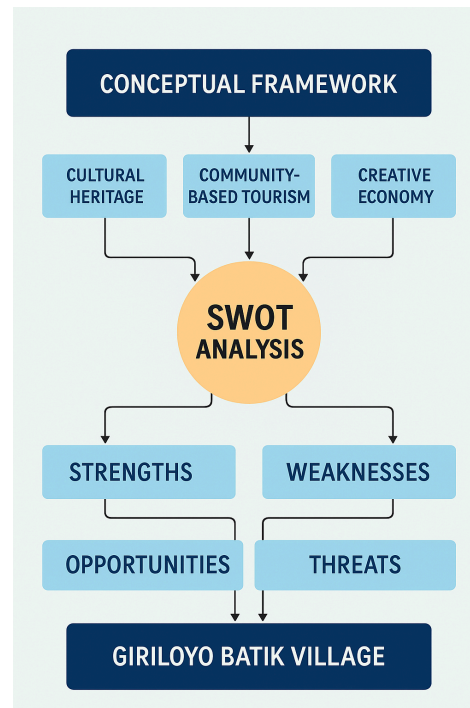 CONCEPTUAL FRAMEWORK
CULTURAL
HERITAGE
COMMUNITY-
BASED TOURISM
CREATIVE
ECONOMY
SWOT
ANALYSIS
STRENGTHS
WEAKNESSES
OPPORTUNITIES
THREATS
GIRILOYO BATIK VILLAGE